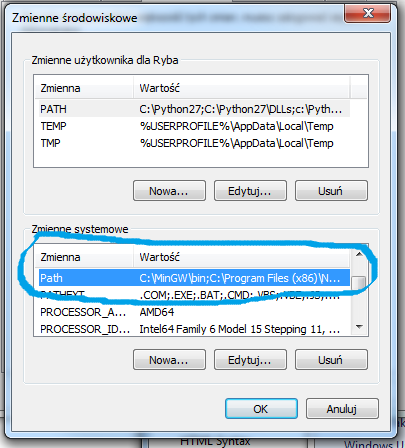 Zmienne środowiskowe
Zmienne użytkownika dla Ryba
Zmienna Wartość
PATH C:\Python27;C:\Python27\DLLs;c:\Pyth...
TEMP %USERPROFILE%\AppData\Local\Temp
TMP %USERPROFILE%\AppData\Local\Temp
Nowa... Edytuj... Usuń
Zmienne systemowe
Zmienna Wartość
Path C:\MinGW\bin;C:\Program Files (x86)\N...
PATHEXT .COM;.EXE;.BAT;.CMD;.VBS;.VBE;.JS;...
PROCESSOR_A... AMD64
PROCESSOR_ID... Intel64 Family 6 Model 15 Stepping 11, ...
Nowa... Edytuj... Usuń
OK Anuluj
HTML Syntax
Windows U